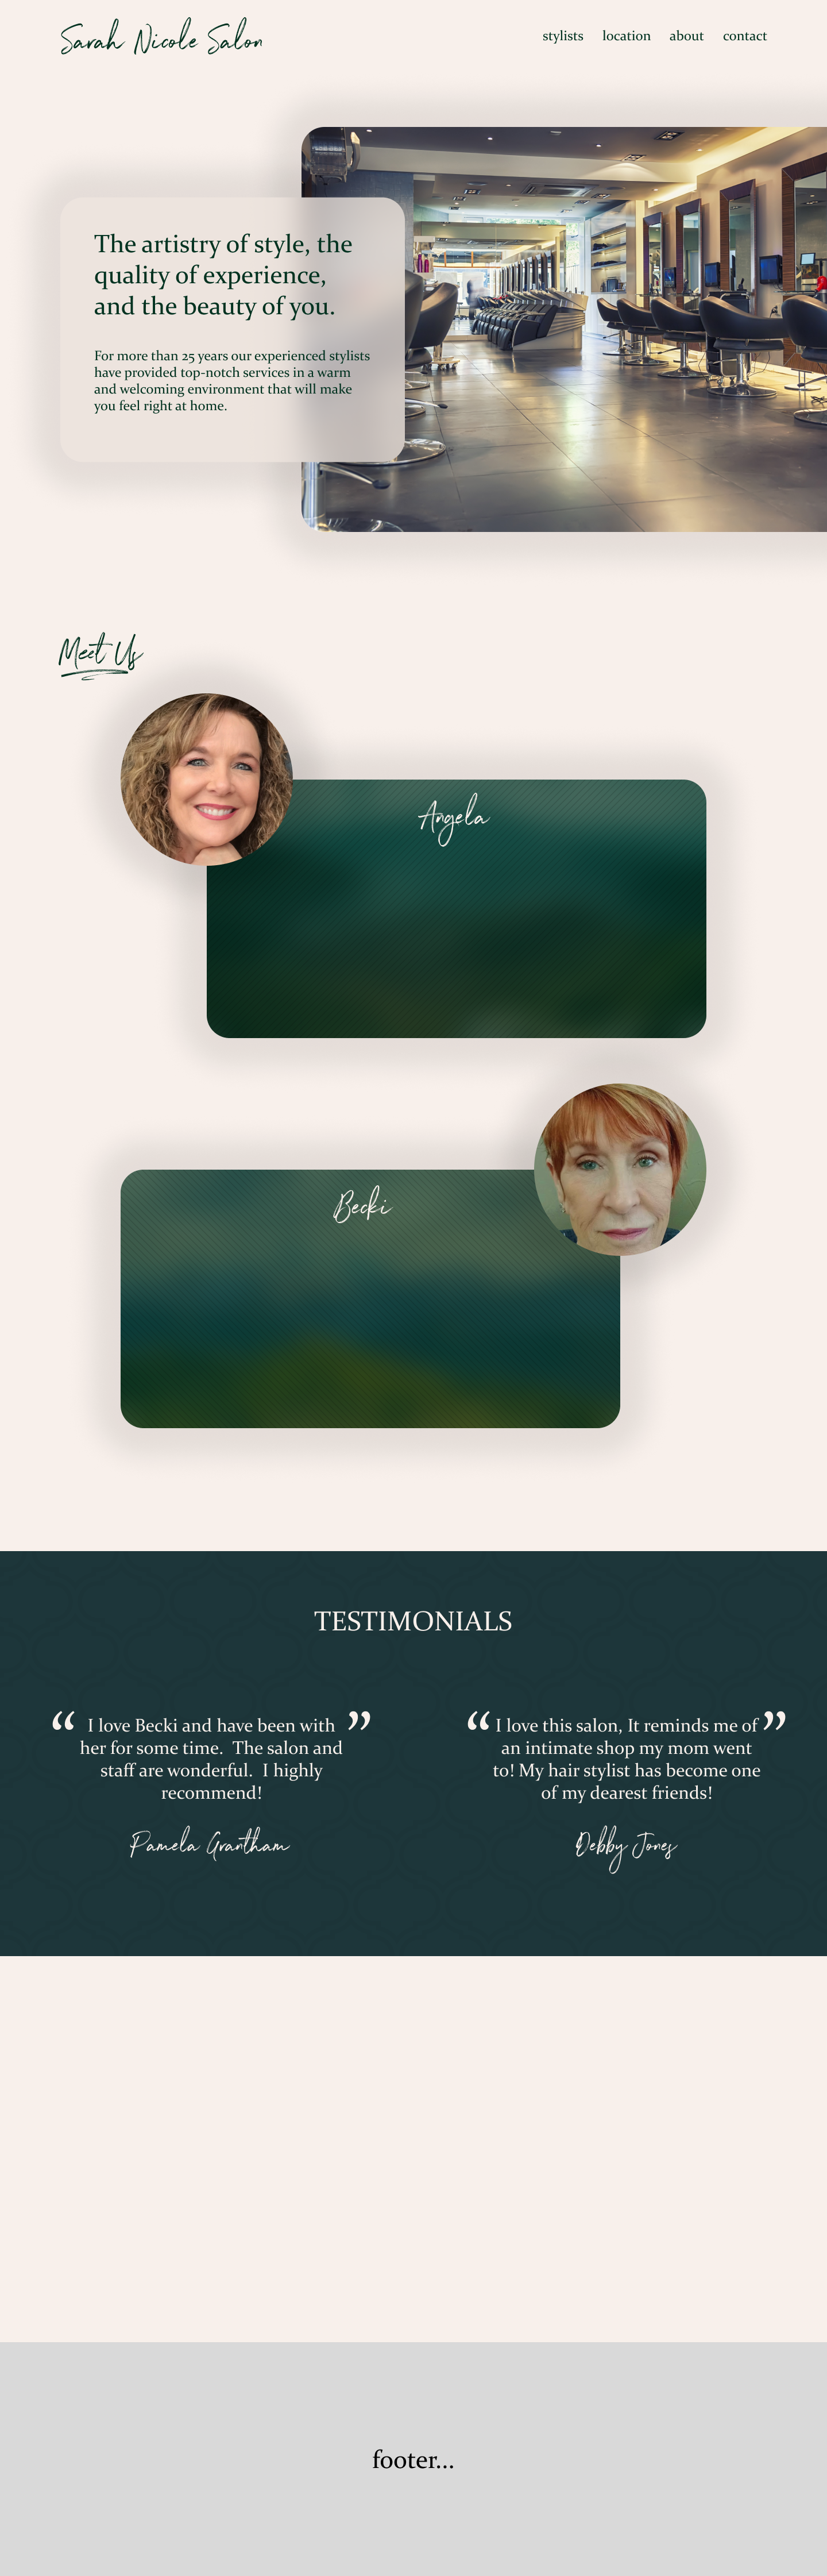 Sarah Nicole Salon
stylists location about contact
The artistry of style, the
quality of experience,
and the beauty of you.
For more than 25 years our experienced stylists
have provided top-notch services in a warm
and welcoming environment that will make
you feel right at home.
Meet Us
Angela
Becki
TESTIMONIALS
“ I love Becki and have been with ”
her for some time.  The salon and
staff are wonderful.  I highly
recommend!
Pamela Grantham
“ I love this salon, It reminds me of ”
an intimate shop my mom went
to! My hair stylist has become one
of my dearest friends!
Debby Jones
footer...